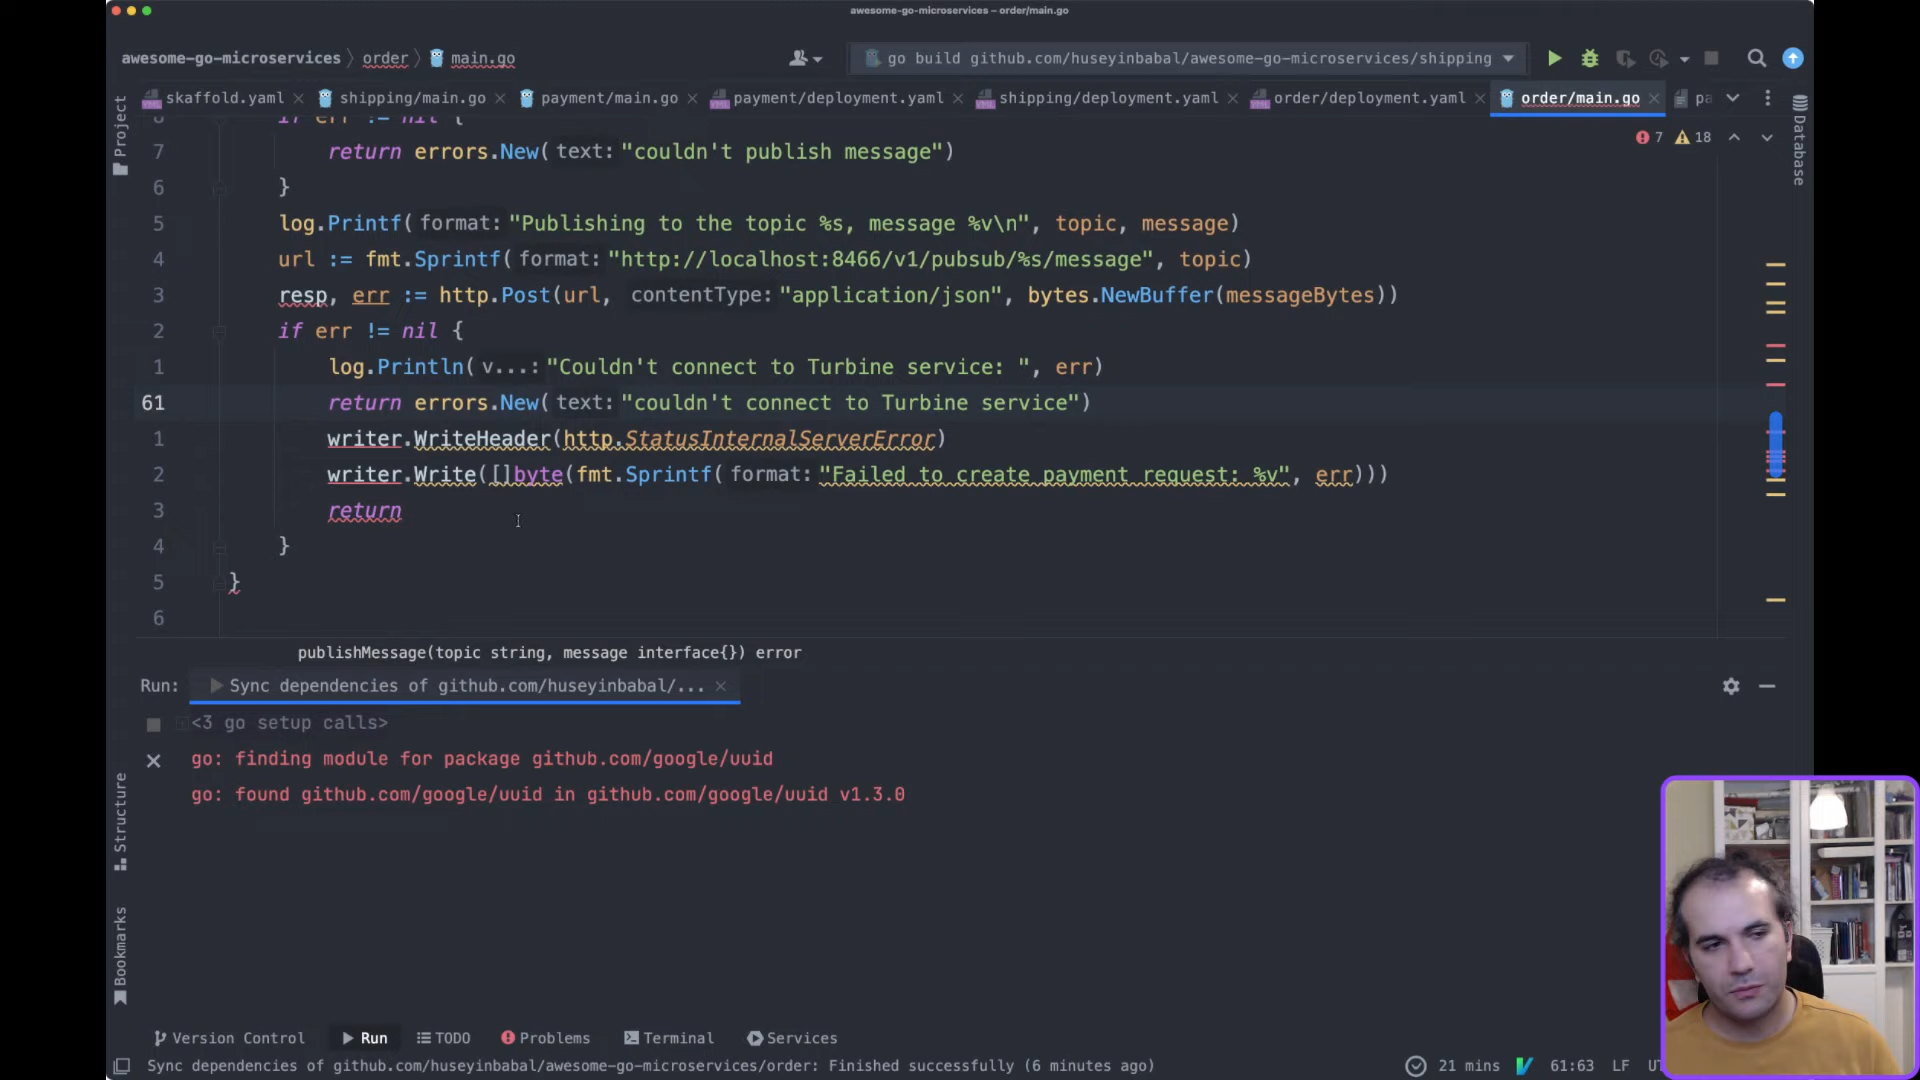 awesome-go-microservices – order/main.go
awesome-go-microservices 〉 order 〉 main.go
go build github.com/huseyinbabal/awesome-go-microservices/shipping
skaffold.yaml shipping/main.go payment/main.go payment/deployment.yaml shipping/deployment.yaml order/deployment.yaml order/main.go pa
Project
Database
7 18
8 if err != nil {
7 return errors.New( text: "couldn't publish message")
6 }
5 log.Printf( format: "Publishing to the topic %s, message %v\n", topic, message)
4 url := fmt.Sprintf( format: "http://localhost:8466/v1/pubsub/%s/message", topic)
3 resp, err := http.Post(url, contentType: "application/json", bytes.NewBuffer(messageBytes))
2 if err != nil {
1 log.Println( v...: "Couldn't connect to Turbine service: ", err)
61 return errors.New( text: "couldn't connect to Turbine service")
1 writer.WriteHeader(http.StatusInternalServerError)
2 writer.Write([]byte(fmt.Sprintf( format: "Failed to create payment request: %v", err)))
3 return
4 }
5 }
6
publishMessage(topic string, message interface{}) error
Run: Sync dependencies of github.com/huseyinbabal/...
<3 go setup calls>
go: finding module for package github.com/google/uuid
go: found github.com/google/uuid in github.com/google/uuid v1.3.0
Structure
Bookmarks
Version Control Run TODO Problems Terminal Services
Sync dependencies of github.com/huseyinbabal/awesome-go-microservices/order: Finished successfully (6 minutes ago) 21 mins 61:63 LF